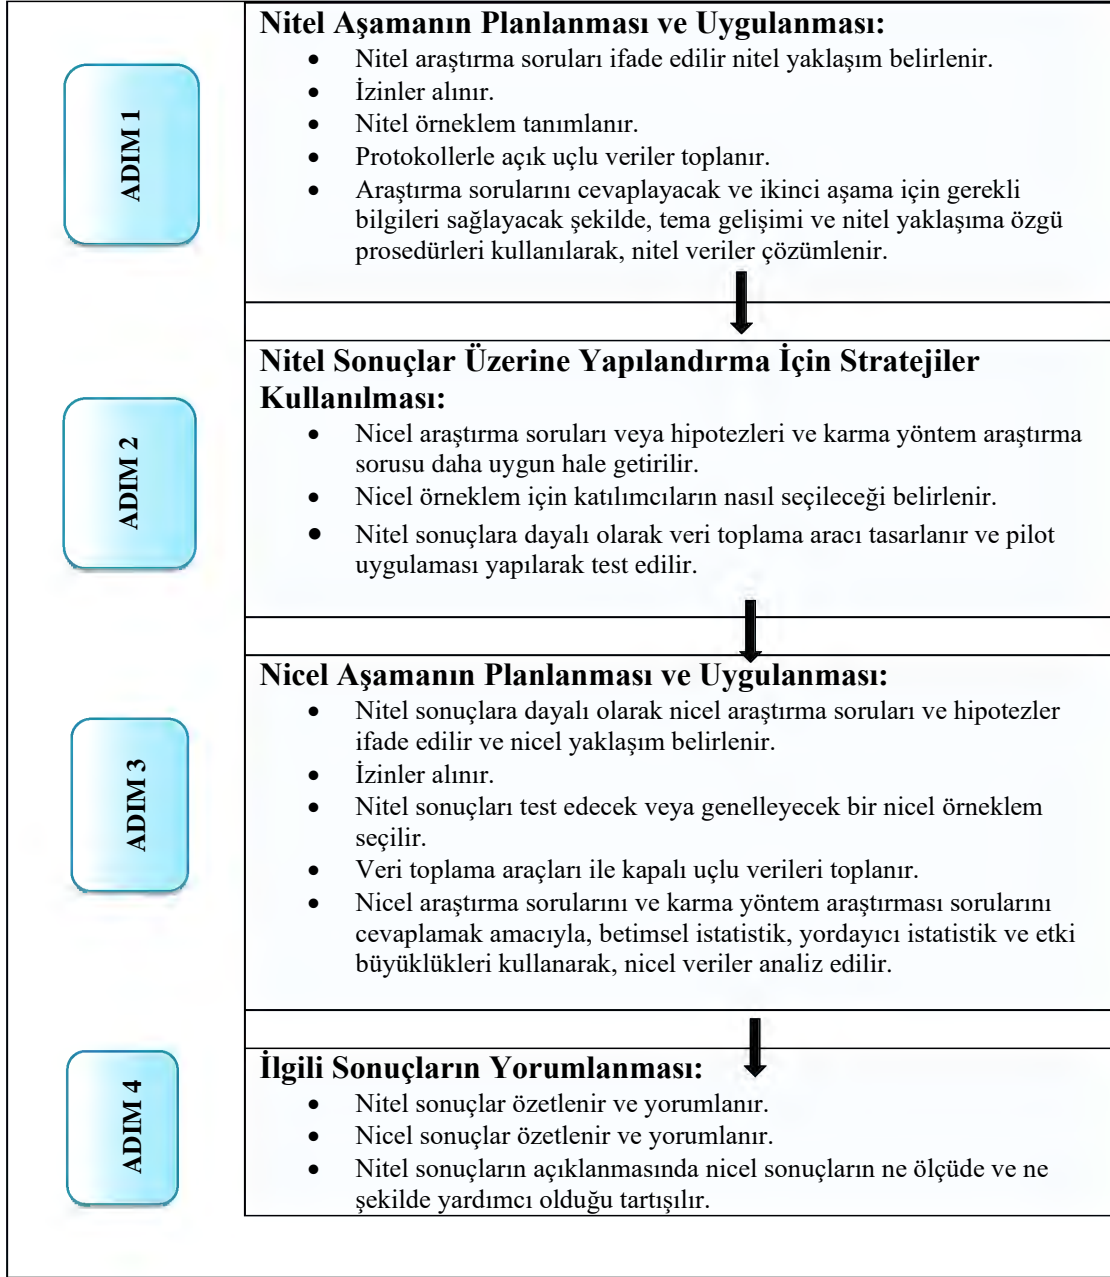 Nitel Aşamanın Planlanması ve Uygulanması:
• Nitel araştırma soruları ifade edilir nitel yaklaşım belirlenir.
• İzinler alınır.
• Nitel örneklem tanımlanır.
• Protokollerle açık uçlu veriler toplanır.
• Araştırma sorularını cevaplayacak ve ikinci aşama için gerekli
bilgileri sağlayacak şekilde, tema gelişimi ve nitel yaklaşıma özgü
prosedürleri kullanılarak, nitel veriler çözümlenir.
ADIM 1
Nitel Sonuçlar Üzerine Yapılandırma İçin Stratejiler
Kullanılması:
• Nicel araştırma soruları veya hipotezleri ve karma yöntem araştırma
sorusu daha uygun hale getirilir.
• Nicel örneklem için katılımcıların nasıl seçileceği belirlenir.
• Nitel sonuçlara dayalı olarak veri toplama aracı tasarlanır ve pilot
uygulaması yapılarak test edilir.
ADIM 2
Nicel Aşamanın Planlanması ve Uygulanması:
• Nitel sonuçlara dayalı olarak nicel araştırma soruları ve hipotezler
ifade edilir ve nicel yaklaşım belirlenir.
• İzinler alınır.
• Nitel sonuçları test edecek veya genelleyecek bir nicel örneklem
seçilir.
• Veri toplama araçları ile kapalı uçlu verileri toplanır.
• Nicel araştırma sorularını ve karma yöntem araştırması sorularını
cevaplamak amacıyla, betimsel istatistik, yordayıcı istatistik ve etki
büyüklükleri kullanarak, nicel veriler analiz edilir.
ADIM 3
İlgili Sonuçların Yorumlanması:
• Nitel sonuçlar özetlenir ve yorumlanır.
• Nicel sonuçlar özetlenir ve yorumlanır.
• Nitel sonuçların açıklanmasında nicel sonuçların ne ölçüde ve ne
şekilde yardımcı olduğu tartışılır.
ADIM 4